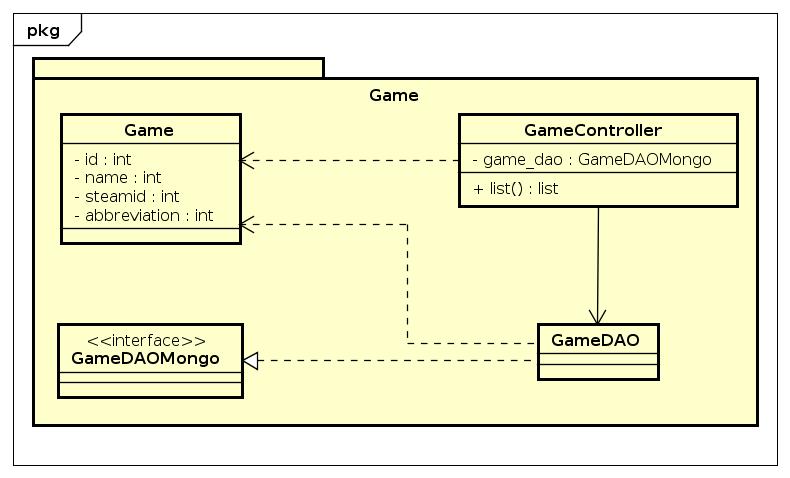 pkg
Game
Game
- id : int
- name : int
- steamid : int
- abbreviation : int
GameController
- game_dao : GameDAOMongo
+ list() : list
<<interface>>
GameDAOMongo
GameDAO